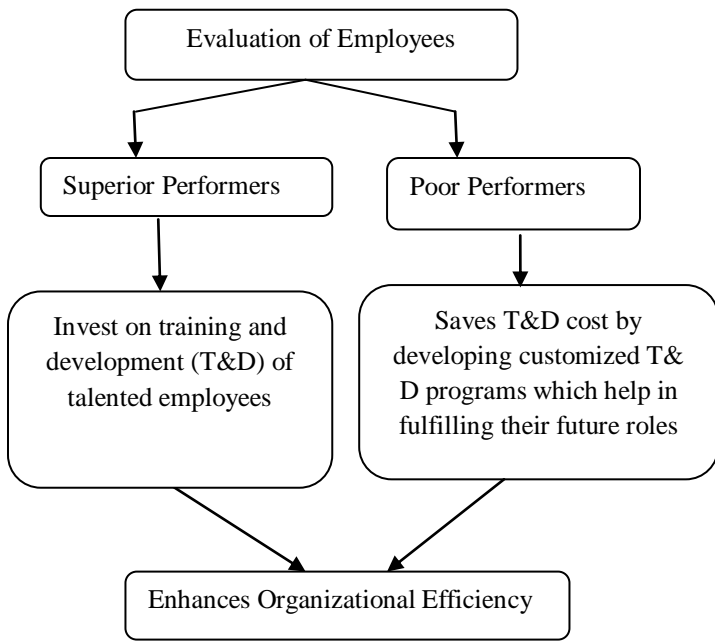 Evaluation of Employees
Superior Performers
Poor Performers
Invest on training and
development (T&D) of
talented employees
Saves T&D cost by
developing customized T&
D programs which help in
fulfilling their future roles
Enhances Organizational Efficiency